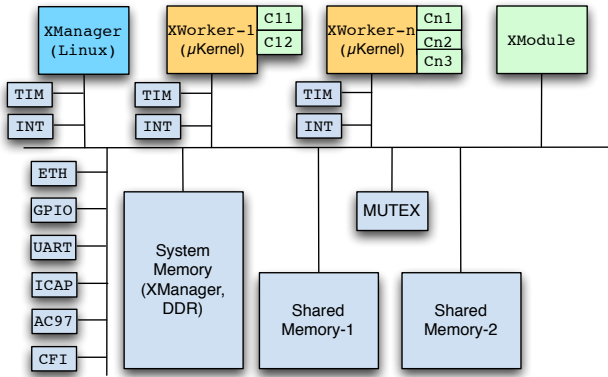 XManager
(Linux)
XWorker-1
(µKernel)
C11
C12
XWorker-n
(µKernel)
Cn1
Cn2
Cn3
XModule
TIM
INT
TIM
INT
TIM
INT
ETH
GPIO
UART
ICAP
AC97
CFI
System
Memory
(XManager,
DDR)
MUTEX
Shared
Memory-1
Shared
Memory-2